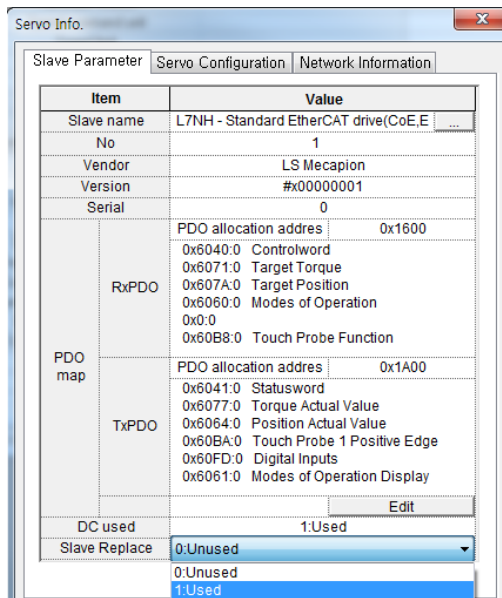 Servo Info.
Slave Parameter Servo Configuration Network Information
Item Value
Slave name L7NH - Standard EtherCAT drive(CoE,E ...
No 1
Vendor LS Mecapion
Version #x00000001
Serial 0
PDO map
RxPDO
PDO allocation addres 0x1600
0x6040:0 Controlword
0x6071:0 Target Torque
0x607A:0 Target Position
0x6060:0 Modes of Operation
0x0:0
0x60B8:0 Touch Probe Function
TxPDO
PDO allocation addres 0x1A00
0x6041:0 Statusword
0x6077:0 Torque Actual Value
0x6064:0 Position Actual Value
0x60BA:0 Touch Probe 1 Positive Edge
0x60FD:0 Digital Inputs
0x6061:0 Modes of Operation Display
Edit
DC used 1:Used
Slave Replace 0:Unused
0:Unused
1:Used